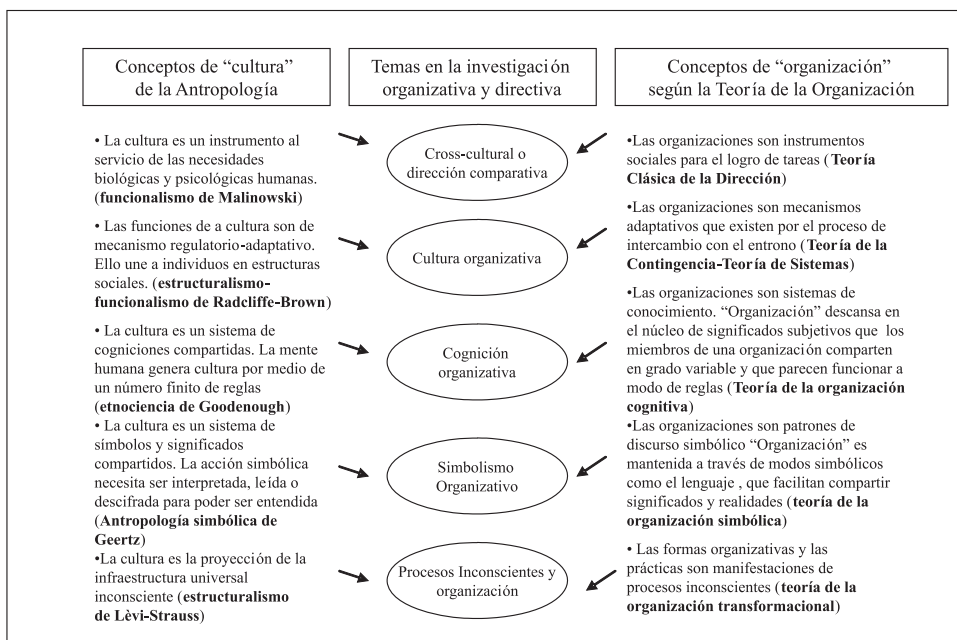 Conceptos de “cultura”
de la Antropología
Temas en la investigación
organizativa y directiva
Conceptos de “organización”
según la Teoría de la Organización
• La cultura es un instrumento al
servicio de las necesidades
biológicas y psicológicas humanas.
(funcionalismo de Malinowski)
Cross-cultural o
dirección comparativa
•Las organizaciones son instrumentos
sociales para el logro de tareas (Teoría
Clásica de la Dirección)
• Las funciones de a cultura son de
mecanismo regulatorio-adaptativo.
Ello une a individuos en estructuras
sociales. (estructuralismo-
funcionalismo de Radcliffe-Brown)
Cultura organizativa
•Las organizaciones son mecanismos
adaptativos que existen por el proceso de
intercambio con el entrono (Teoría de la
Contingencia-Teoría de Sistemas)
• La cultura es un sistema de
cogniciones compartidas. La mente
humana genera cultura por medio de
un número finito de reglas
(etnociencia de Goodenough)
Cognición
organizativa
•Las organizaciones son sistemas de
conocimiento. “Organización” descansa en
el núcleo de significados subjetivos que los
miembros de una organización comparten
en grado variable y que parecen funcionar a
modo de reglas (Teoría de la organización
cognitiva)
• La cultura es un sistema de
símbolos y significados
compartidos. La acción simbólica
necesita ser interpretada, leída o
descifrada para poder ser entendida
(Antropología simbólica de
Geertz)
Simbolismo
Organizativo
•Las organizaciones son patrones de
discurso simbólico “Organización” es
mantenida a través de modos simbólicos
como el lenguaje , que facilitan compartir
significados y realidades (teoría de la
organización simbólica)
•La cultura es la proyección de la
infraestructura universal
inconsciente (estructuralismo
de Lèvi-Strauss)
Procesos Inconscientes y
organización
• Las formas organizativas y las
prácticas son manifestaciones de
procesos inconscientes (teoría de la
organización transformacional)